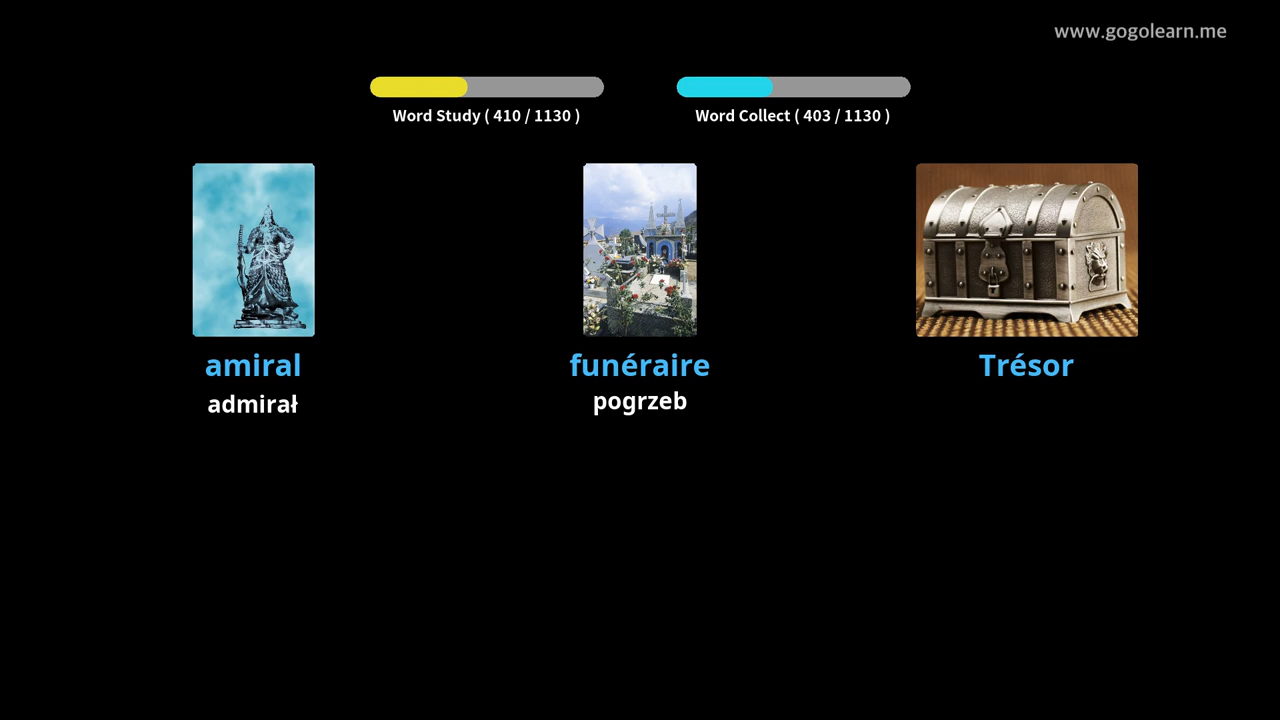 www.gogolearn.me
Word Study ( 410 / 1130 )
Word Collect ( 403 / 1130 )
amiral
funéraire
Trésor
admirał
pogrzeb